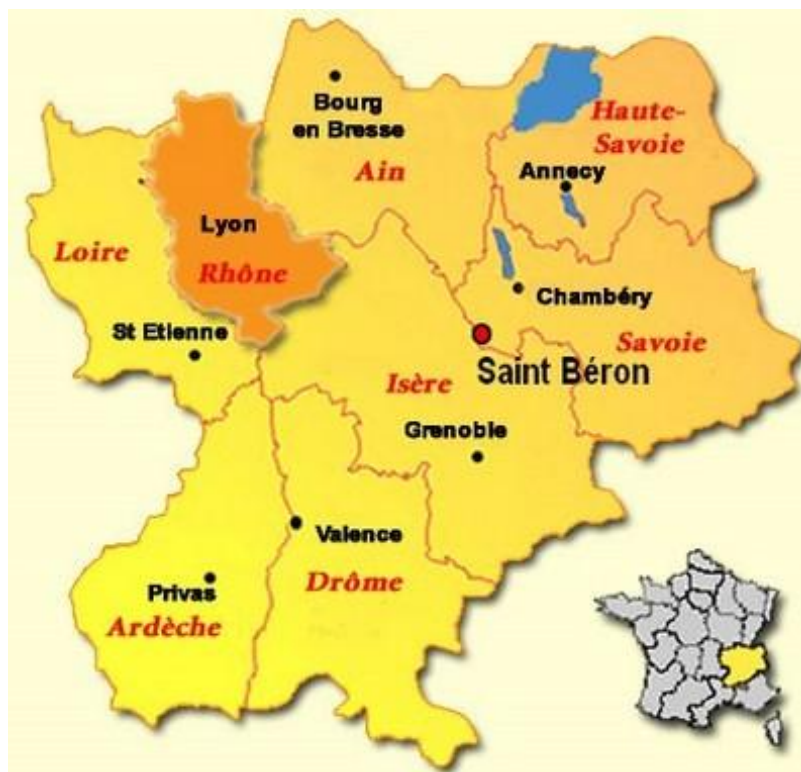 Bourg
en Bresse
Haute-
Savoie
Ain
Annecy
Lyon
Loire
Rhône
Chambéry
St Etienne
Savoie
Saint Béron
Isère
Grenoble
Valence
Drôme
Privas
Ardèche